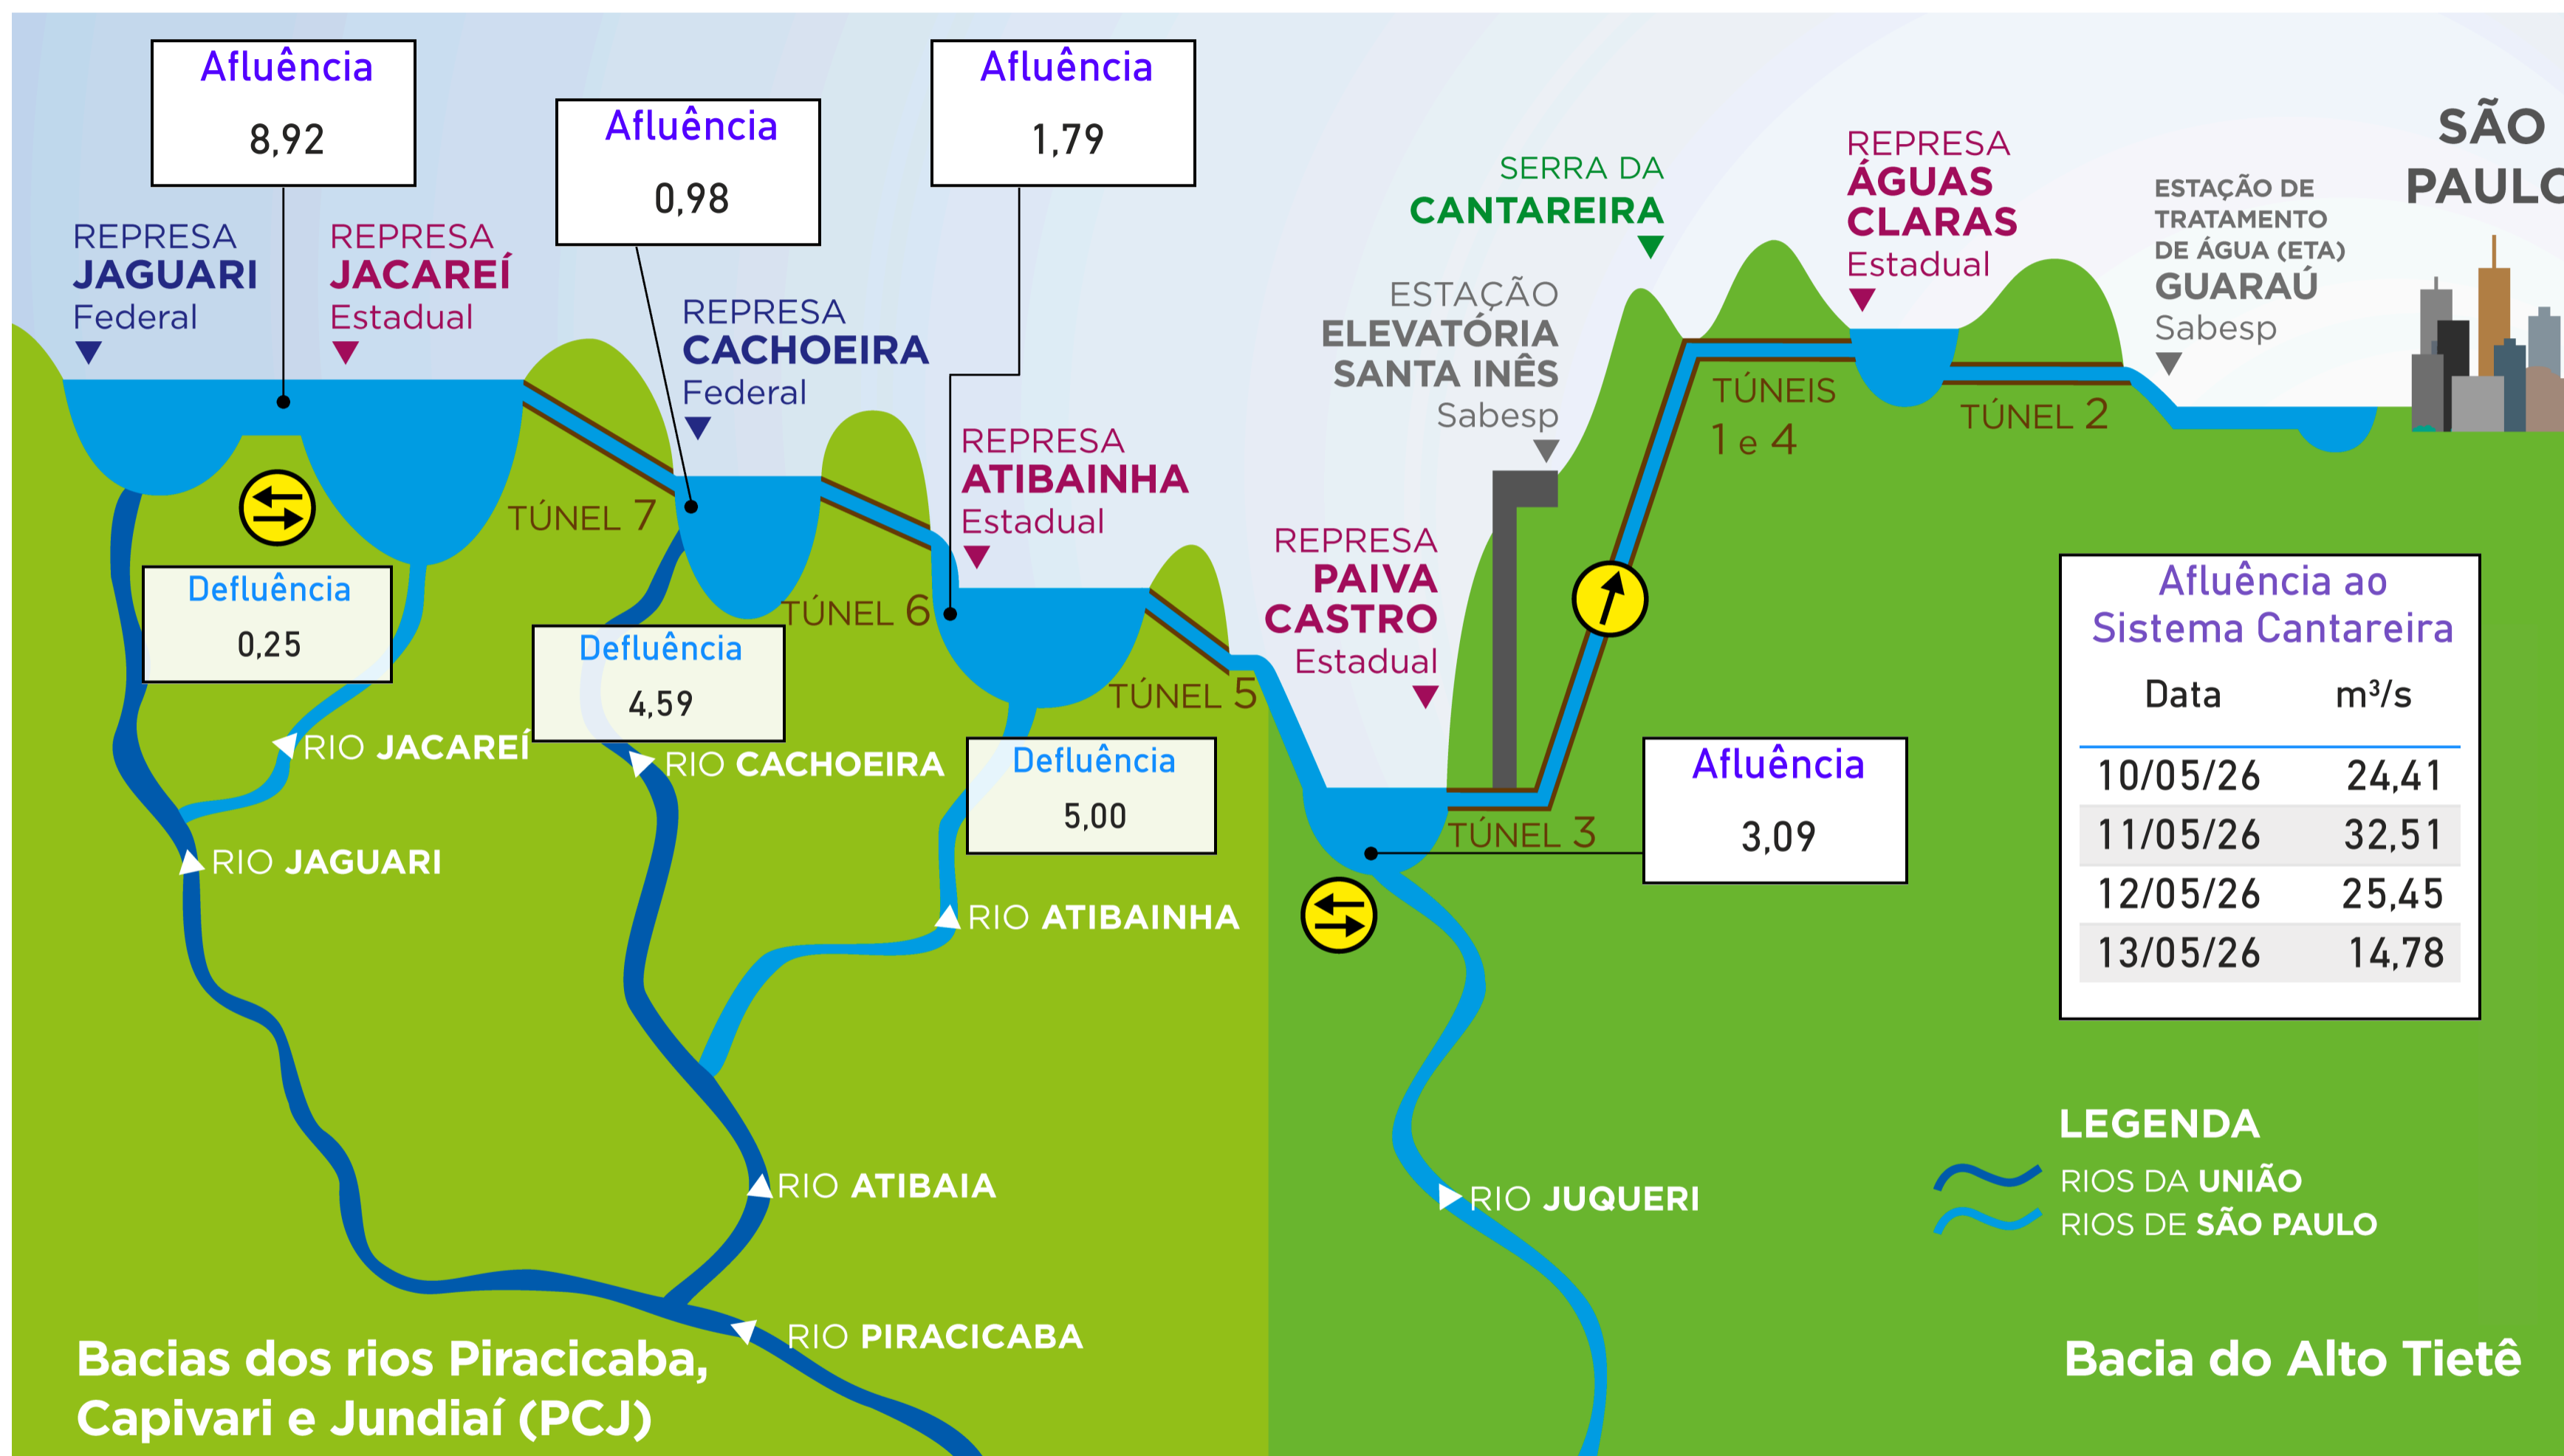 Afluência
8,92
Afluência
0,98
Afluência
1,79
REPRESA
JAGUARI
Federal
REPRESA
JACAREÍ
Estadual
REPRESA
CACHOEIRA
Federal
REPRESA
ATIBAINHA
Estadual
SERRA DA
CANTAREIRA
ESTAÇÃO
ELEVATÓRIA
SANTA INÊS
Sabesp
REPRESA
ÁGUAS
CLARAS
Estadual
ESTAÇÃO DE
TRATAMENTO
DE ÁGUA (ETA)
GUARAÚ
Sabesp
SÃO
PAULO
TÚNEL 7
TÚNEL 6
TÚNEL 5
REPRESA
PAIVA
CASTRO
Estadual
TÚNEIS
1 e 4
TÚNEL 2
TÚNEL 3
Defluência
0,25
Defluência
4,59
Defluência
5,00
Afluência
3,09
RIO JACAREÍ
RIO CACHOEIRA
RIO JAGUARI
RIO ATIBAINHA
RIO ATIBAIA
RIO PIRACICABA
RIO JUQUERI
Afluência ao
Sistema Cantareira
Data m³/s
10/05/26 24,41
11/05/26 32,51
12/05/26 25,45
13/05/26 14,78
LEGENDA
RIOS DA UNIÃO
RIOS DE SÃO PAULO
Bacias dos rios Piracicaba,
Capivari e Jundiaí (PCJ)
Bacia do Alto Tietê